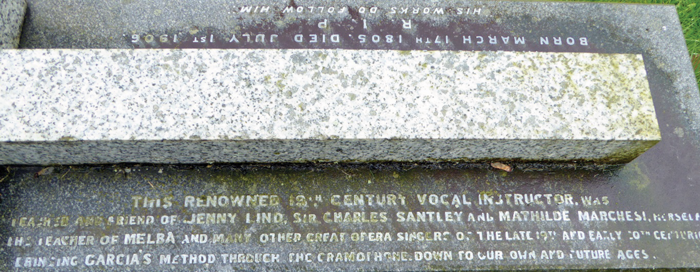 BORN MARCH 17TH 1805. DIED JULY 1ST 1906.
R. I. P.
HIS WORKS DO FOLLOW HIM.
THIS RENOWNED 19TH CENTURY VOCAL INSTRUCTOR, WAS
TEACHER AND FRIEND OF JENNY LIND, SIR CHARLES SANTLEY AND MATHILDE MARCHESI, HERSELF
THE TEACHER OF MELBA AND MANY OTHER GREAT OPERA SINGERS OF THE LATE 19TH AND EARLY 20TH CENTURIES
BRINGING GARCIA'S METHOD THROUGH THE GRAMOPHONE, DOWN TO OUR OWN AND FUTURE AGES.